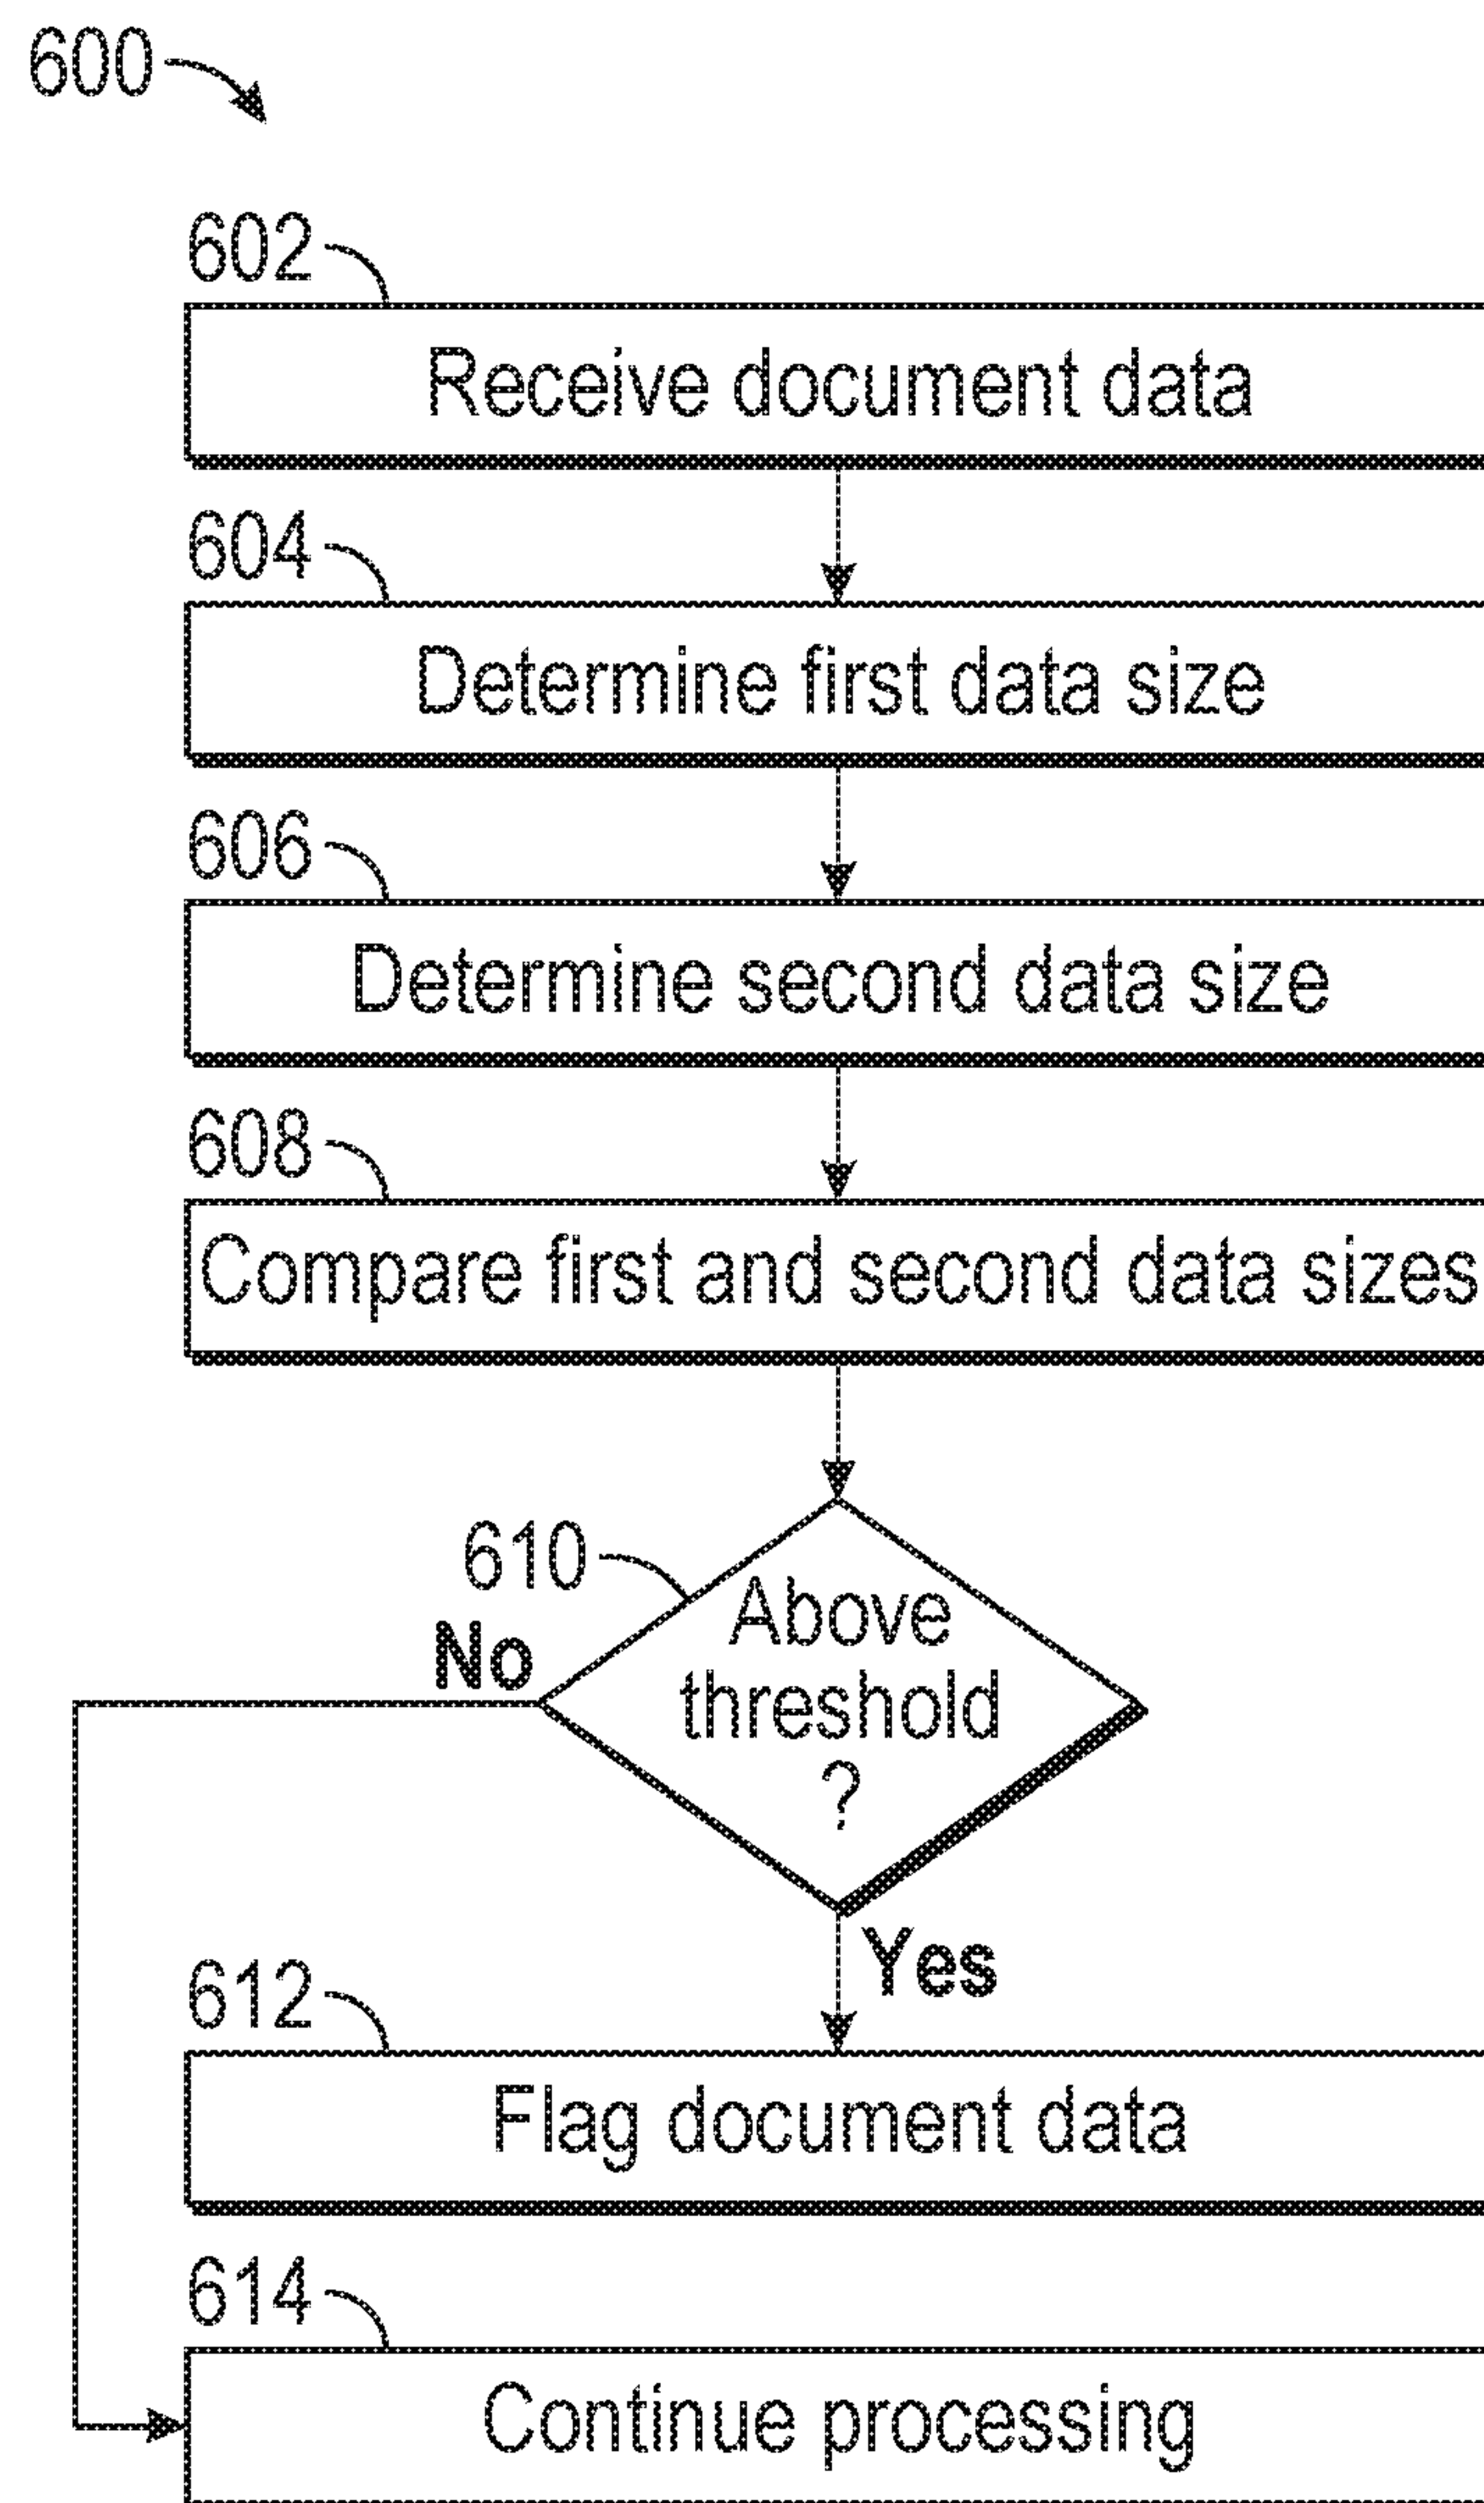 600
602
Receive document data
604
Determine first data size
606
Determine second data size
608
Compare first and second data sizes
610
Above
threshold
?
No
Yes
612
Flag document data
614
Continue processing